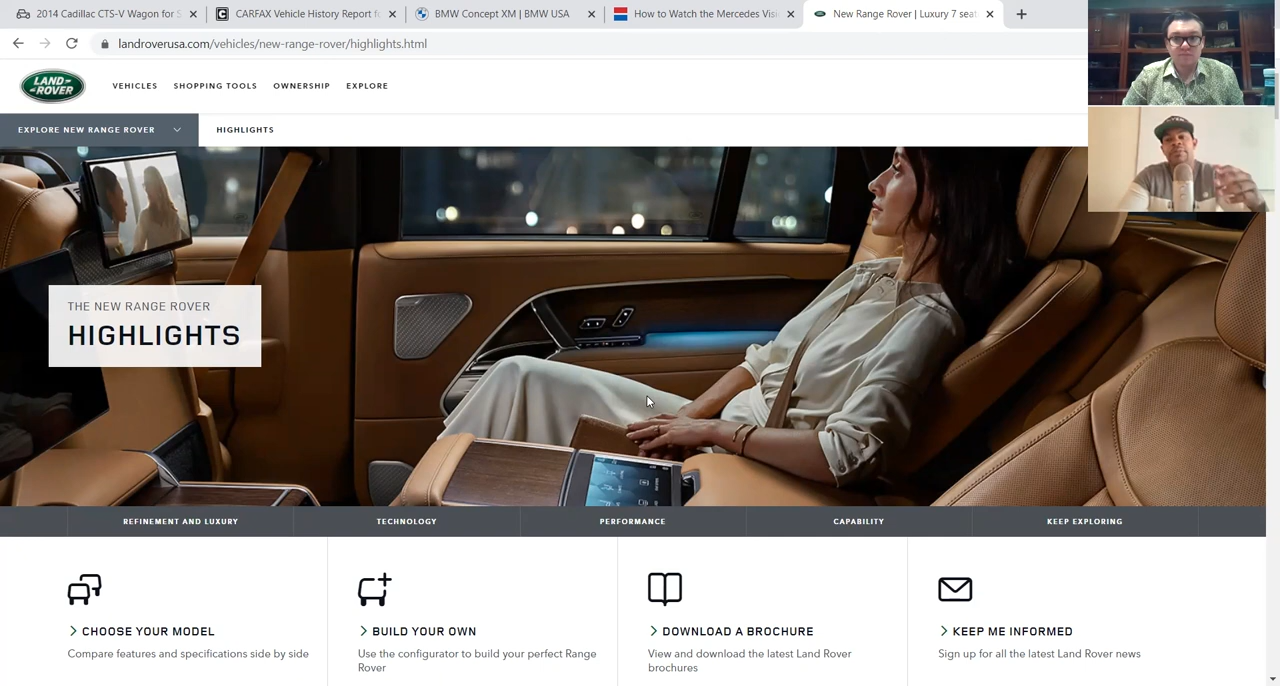 2014 Cadillac CTS-V Wagon for S
CARFAX Vehicle History Report fo
BMW Concept XM | BMW USA
How to Watch the Mercedes Visi
New Range Rover | Luxury 7 seat
landroverusa.com/vehicles/new-range-rover/highlights.html
LAND-
-ROVER
VEHICLES
SHOPPING TOOLS
OWNERSHIP
EXPLORE
EXPLORE NEW RANGE ROVER
HIGHLIGHTS
THE NEW RANGE ROVER
HIGHLIGHTS
REFINEMENT AND LUXURY
TECHNOLOGY
PERFORMANCE
CAPABILITY
KEEP EXPLORING
CHOOSE YOUR MODEL
Compare features and specifications side by side
BUILD YOUR OWN
Use the configurator to build your perfect Range
Rover
DOWNLOAD A BROCHURE
View and download the latest Land Rover
brochures
KEEP ME INFORMED
Sign up for all the latest Land Rover news